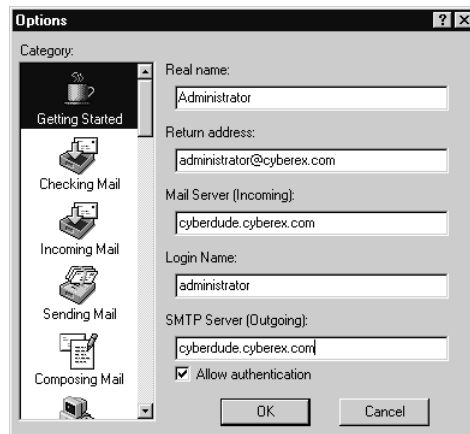 Options
Category:
Getting Started
Checking Mail
Incoming Mail
Sending Mail
Composing Mail
Real name:
Administrator
Return address:
administrator@cyberex.com
Mail Server (Incoming):
cyberdude.cyberex.com
Login Name:
administrator
SMTP Server (Outgoing):
cyberdude.cyberex.com
Allow authentication
OK
Cancel